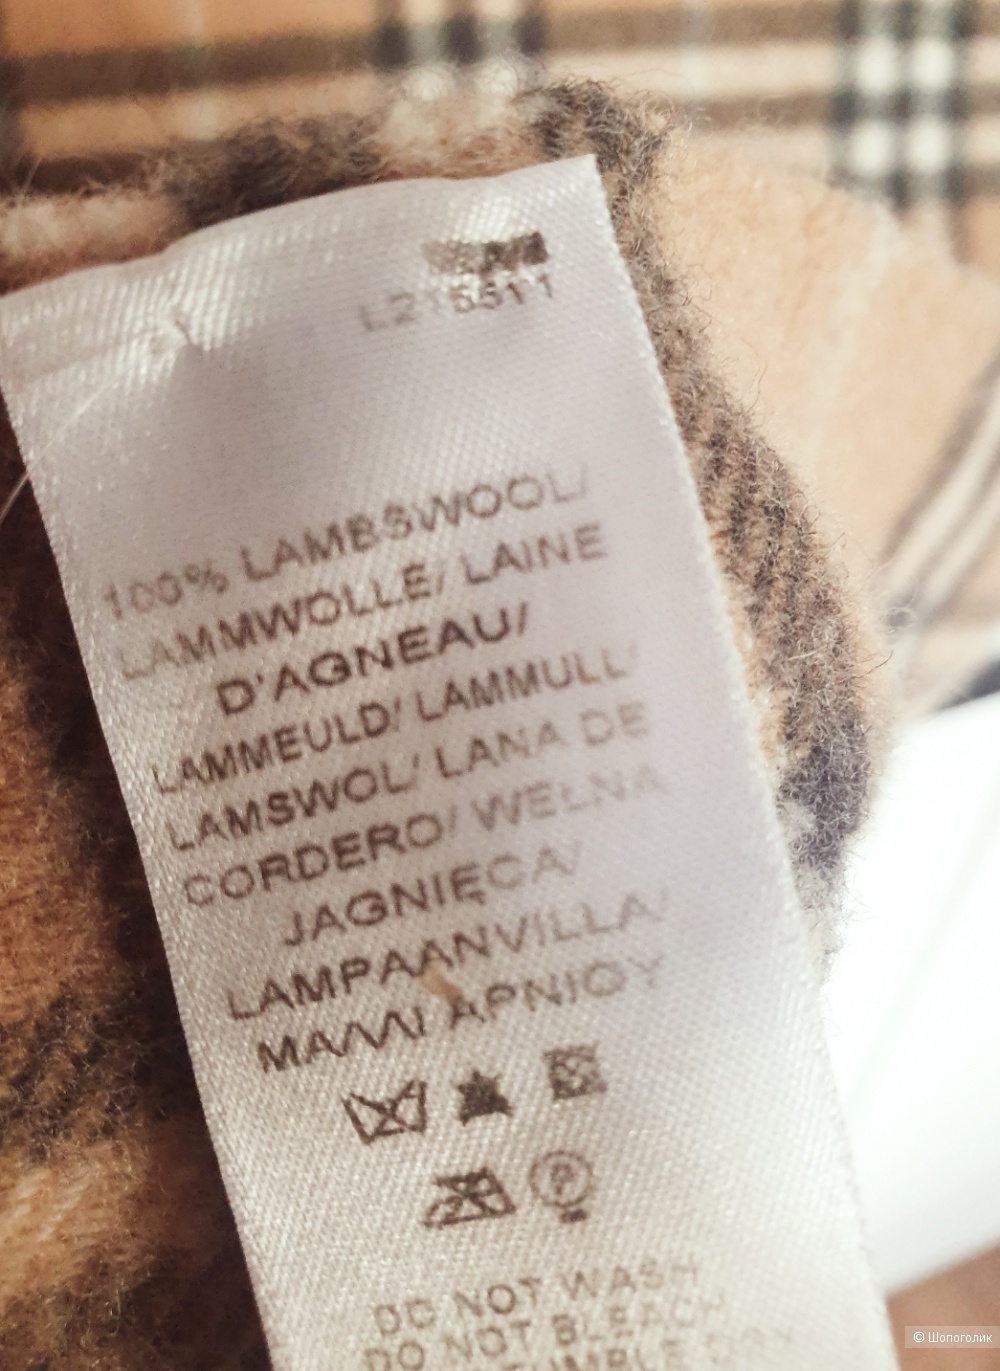 100% LAMBSWOOL/
LAMMWOLLE/ LAINE
D'AGNEAU/
LAMMEULD/ LAMMULL/
LAMSWOL/ LANA DE
CORDERO/ WEŁNA
JAGNIĘCA/
LAMPAANVILLA/
ΜΑΛΛΙ ΑΡΝΙΟΥ
P
DO NOT WASH
DO NOT BLEACH
© Шопоголик